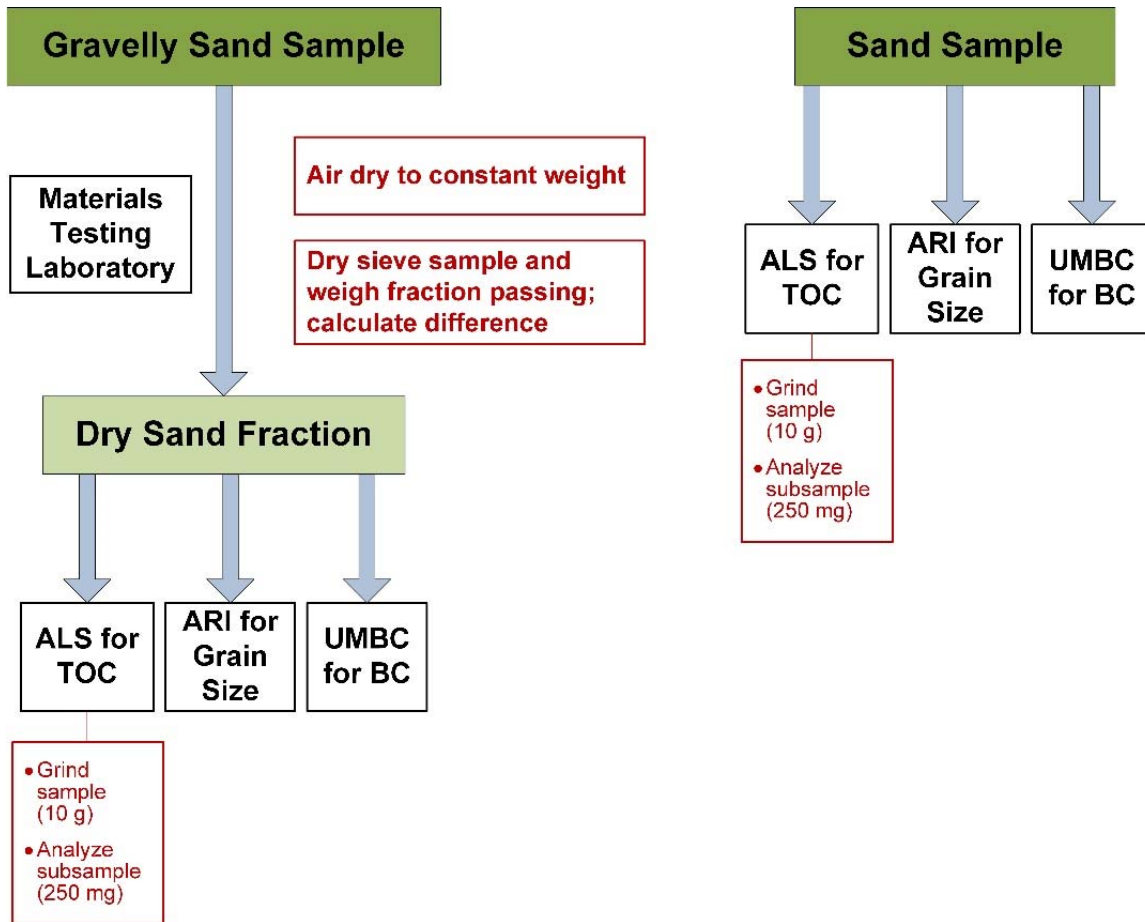 Gravelly Sand Sample
Materials
Testing
Laboratory
Air dry to constant weight
Dry sieve sample and
weigh fraction passing;
calculate difference
Dry Sand Fraction
ALS for
TOC
ARI for
Grain
Size
UMBC
for BC
• Grind
sample
(10 g)
• Analyze
subsample
(250 mg)
Sand Sample
ALS for
TOC
ARI for
Grain
Size
UMBC
for BC
• Grind
sample
(10 g)
• Analyze
subsample
(250 mg)